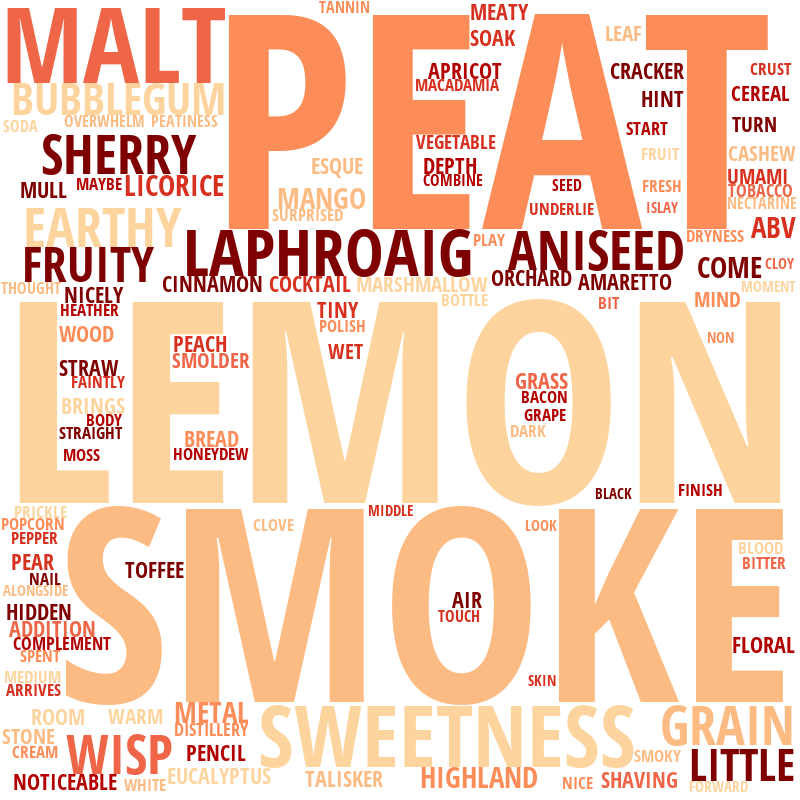 TANNIN
MEATY
MALT
PEAT
SOAK
LEAF
APRICOT
CRACKER
CRUST
MACADAMIA
BUBBLEGUM
HINT
CEREAL
SODA
OVERWHELM
PEATINESS
START
TURN
SHERRY
VEGETABLE
FRUIT
CASHEW
ESQUE
DEPTH
COMBINE
UMAMI
MULL
MAYBE
LICORICE
SEED
FRESH
TOBACCO
MANGO
NECTARINE
SURPRISED
UNDERLIE
ISLAY
EARTHY
ABV
PLAY
DRYNESS
FRUITY
LAPHROAIG
ANISEED
COME
CLOY
THOUGHT
CINNAMON
COCKTAIL
MARSHMALLOW
ORCHARD
AMARETTO
MOMENT
NICELY
BOTTLE
BIT
MIND
HEATHER
TINY
POLISH
WOOD
NON
PEACH
WET
SMOLDER
STRAW
FAINTLY
LEMON
GRASS
BACON
BRINGS
GRAPE
BODY
STRAIGHT
BREAD
DARK
MOSS
HONEYDEW
BLACK
FINISH
PRICKLE
MIDDLE
POPCORN
CLOVE
LOOK
PEPPER
BLOOD
PEAR
TOFFEE
BITTER
NAIL
ALONGSIDE
SMOKE
AIR
HIDDEN
TOUCH
ADDITION
COMPLEMENT
FLORAL
SPENT
MEDIUM
SKIN
ARRIVES
ROOM
WARM
METAL
SWEETNESS
GRAIN
STONE
DISTILLERY
WISP
CREAM
PENCIL
SMOKY
LITTLE
NOTICEABLE
WHITE
EUCALYPTUS
TALISKER
HIGHLAND
NICE
SHAVING
FORWARD